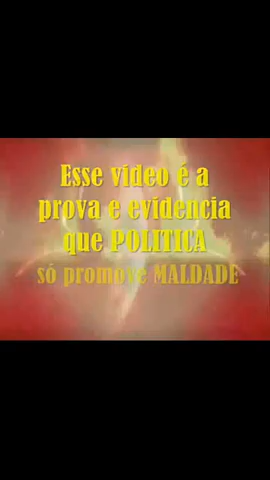 Esse vídeo é a
prova e evidencia
que POLITICA
só promove MALDADE